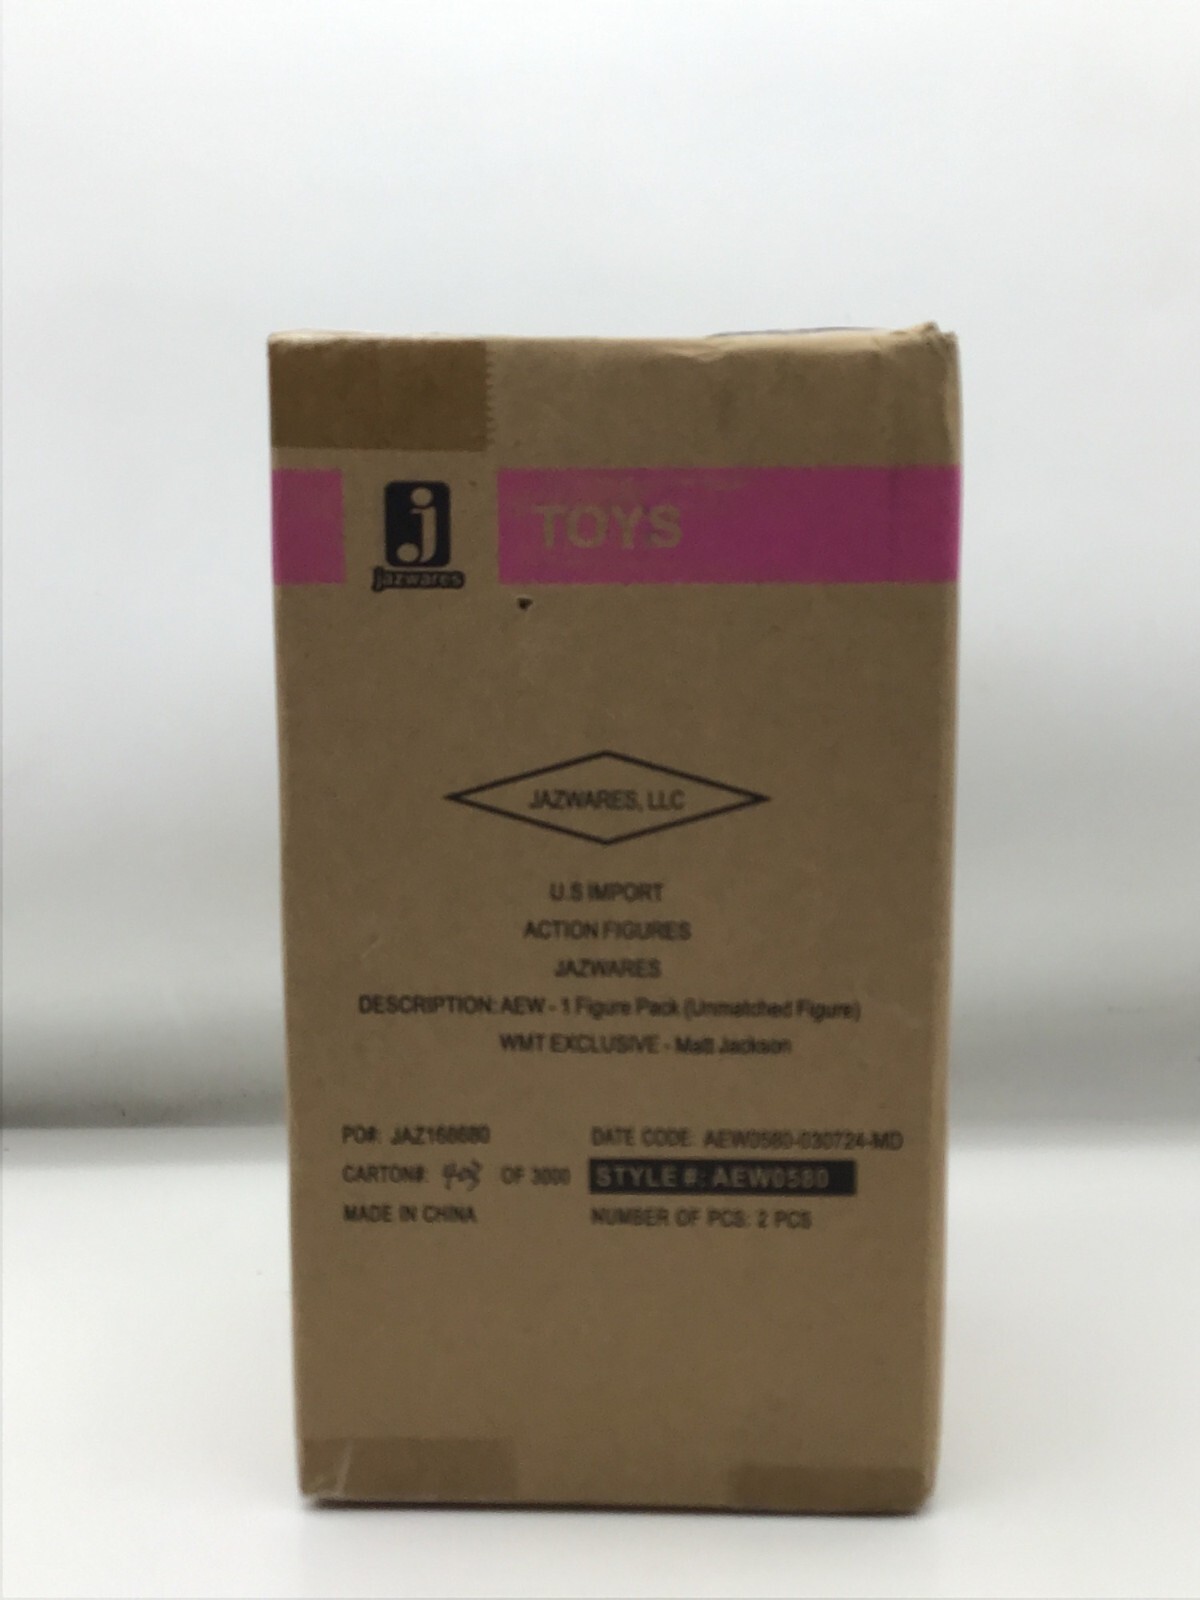 j
jazwares
TOYS
JAZWARES, LLC
U.S IMPORT
ACTION FIGURES
JAZWARES
DESCRIPTION: AEW - 1 Figure Pack (Unmatched Figure)
WMT EXCLUSIVE - Matt Jackson
PO#: JAZ168680
DATE CODE: AEW0580-030724-MD
CARTON#: 403 OF 3000
STYLE #: AEW0580
MADE IN CHINA
NUMBER OF PCS: 2 PCS